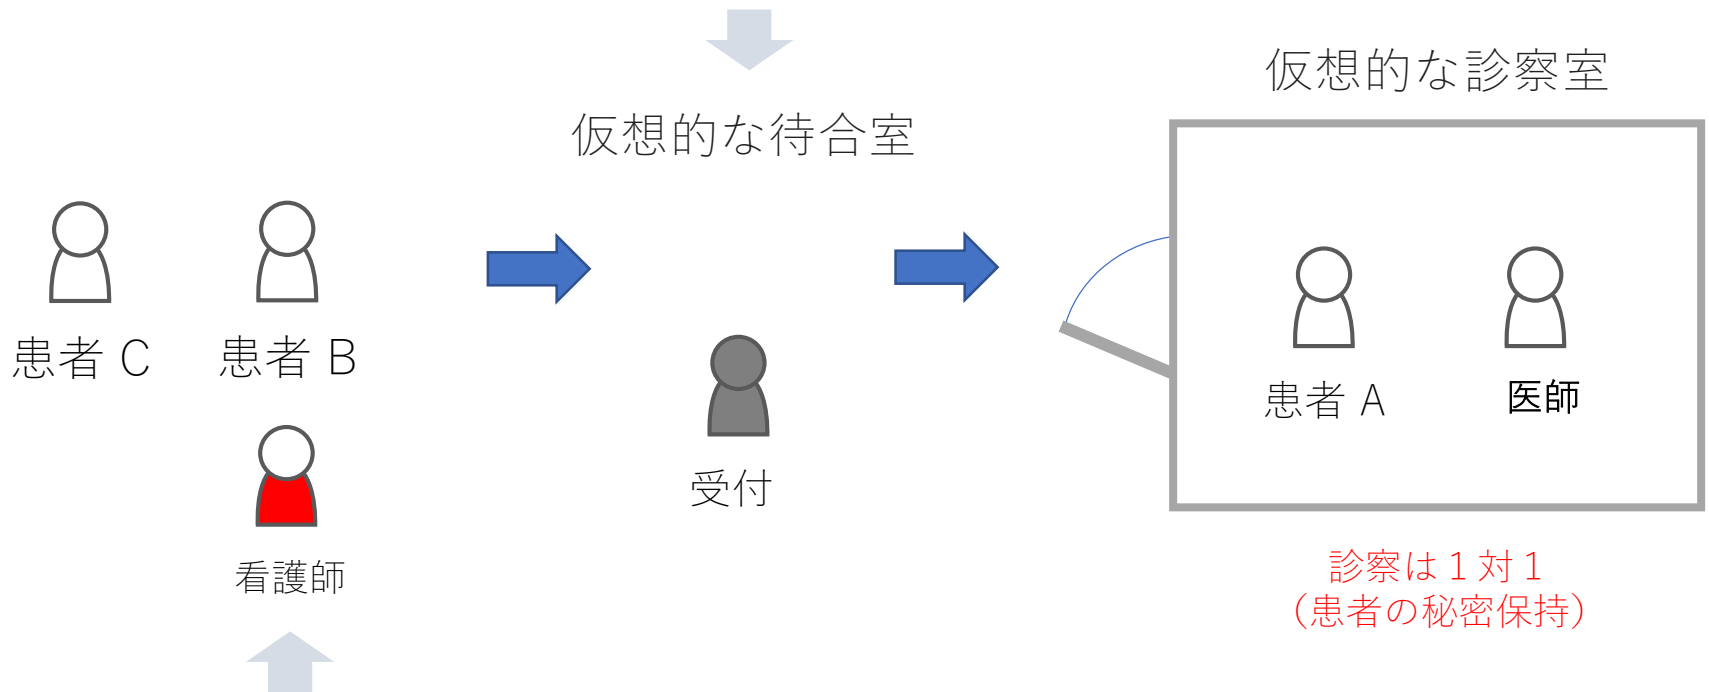 仮想的な診察室
仮想的な待合室
患者 C
患者 B
患者 A
医師
受付
看護師
診察は１対１
（患者の秘密保持）